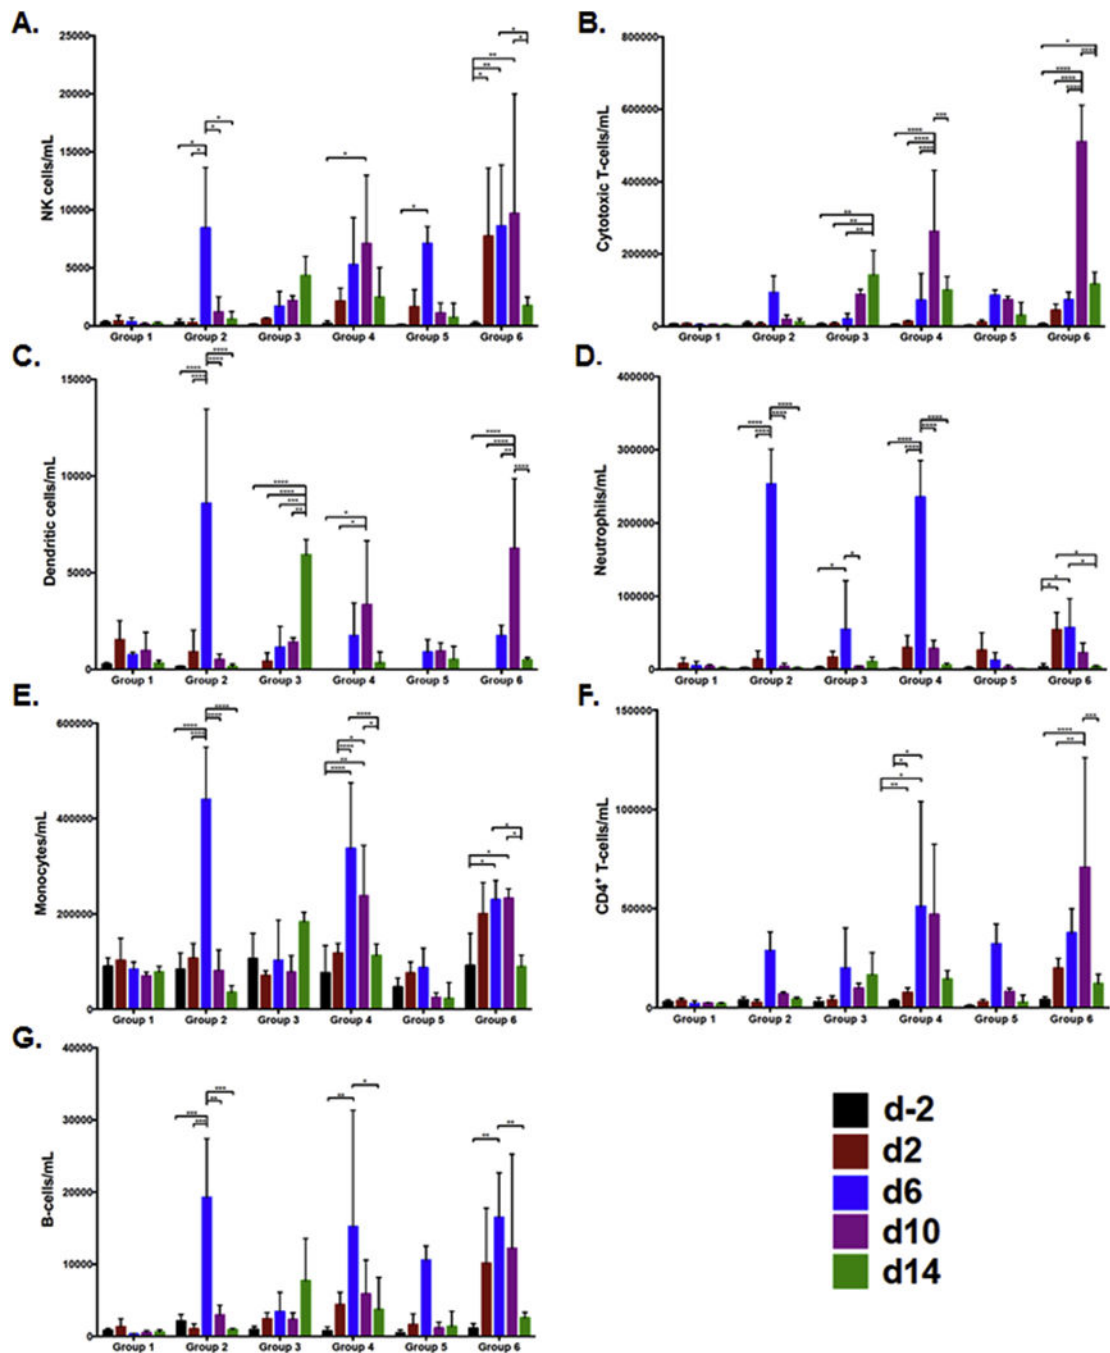 A.
NK cells/mL
25000
20000
15000
10000
5000
0
Group 1 Group 2 Group 3 Group 4 Group 5 Group 6
* * * * * * * * ** ** * *
B.
Cytotoxic T-cells/mL
800000
600000
400000
200000
0
Group 1 Group 2 Group 3 Group 4 Group 5 Group 6
** ** ** **** **** **** *** * **** **** **** ****
C.
Dendritic cells/mL
15000
10000
5000
0
Group 1 Group 2 Group 3 Group 4 Group 5 Group 6
**** **** **** **** **** **** *** ** * * **** **** ** ****
D.
Neutrophils/mL
400000
300000
200000
100000
0
Group 1 Group 2 Group 3 Group 4 Group 5 Group 6
**** **** **** **** * * **** **** **** **** * * * *
E.
Monocytes/mL
600000
400000
200000
0
Group 1 Group 2 Group 3 Group 4 Group 5 Group 6
**** **** **** **** **** * * **** ** **** * * * *
F.
CD4⁺ T-cells/mL
150000
100000
50000
0
Group 1 Group 2 Group 3 Group 4 Group 5 Group 6
* * * ** **** ** ***
G.
B-cells/mL
40000
30000
20000
10000
0
Group 1 Group 2 Group 3 Group 4 Group 5 Group 6
*** *** *** ** ** * ** **
d-2
d2
d6
d10
d14